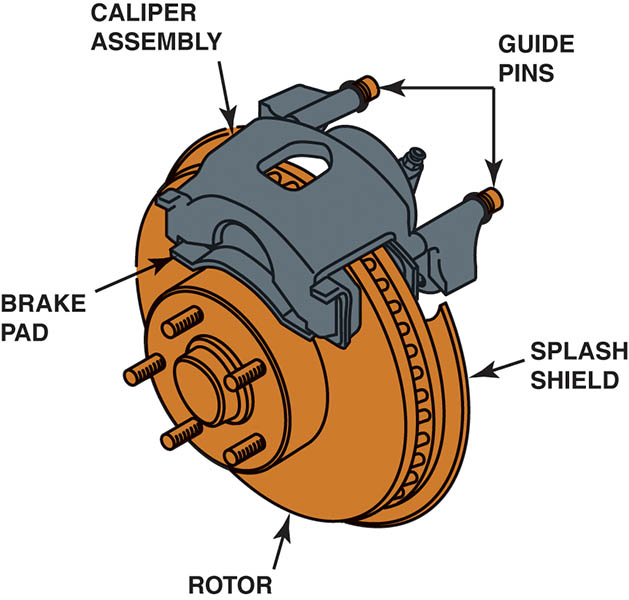 CALIPER
ASSEMBLY
GUIDE
PINS
BRAKE
PAD
SPLASH
SHIELD
ROTOR